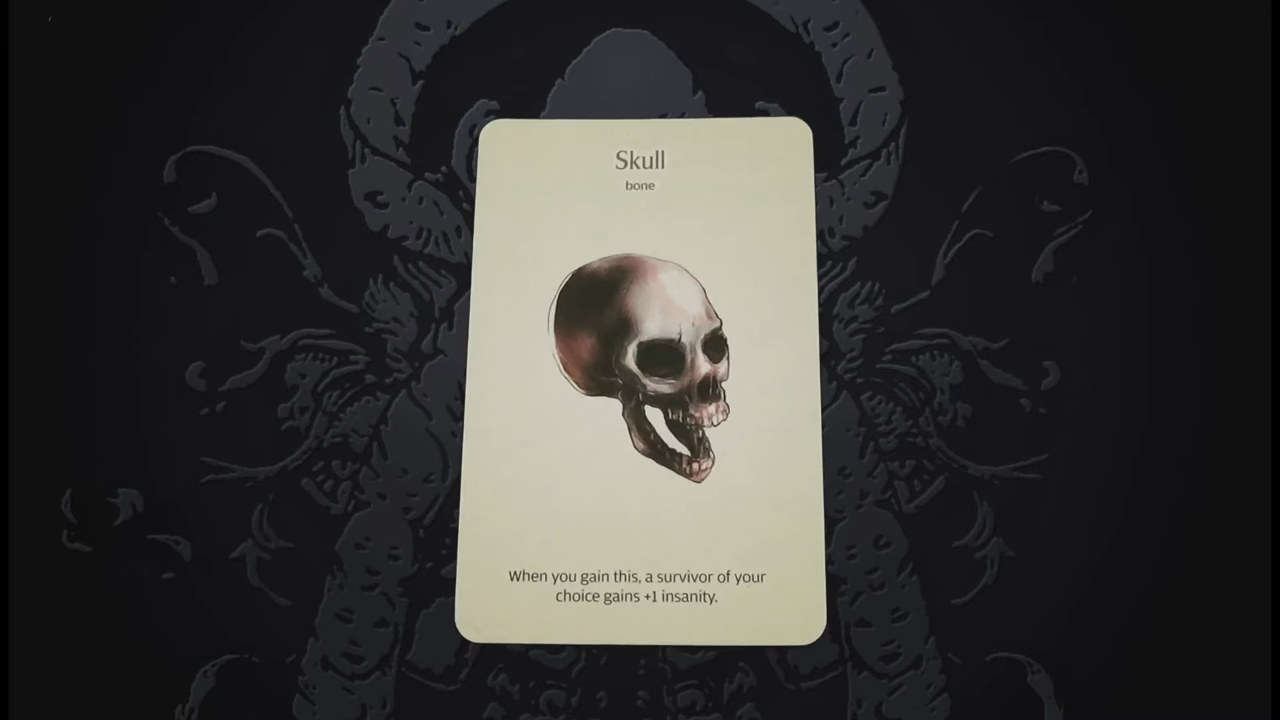 Skull
bone
When you gain this, a survivor of your
choice gains +1 insanity.